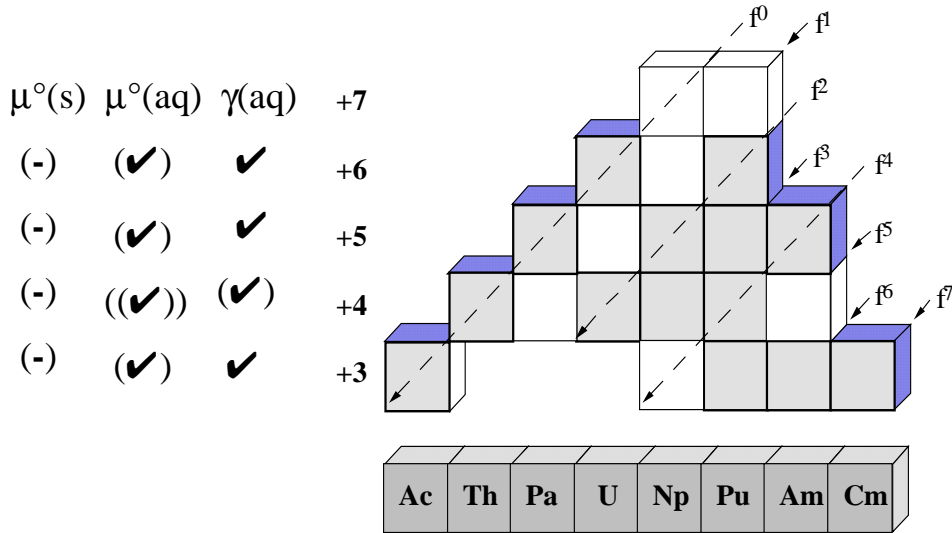 f⁰
f¹
f²
f³
f⁴
f⁵
f⁶
f⁷
μ°(s) μ°(aq) γ(aq) +7
(-) (✔) ✔ +6
(-) (✔) ✔ +5
(-) ((✔)) (✔) +4
(-) (✔) ✔ +3
Ac Th Pa U Np Pu Am Cm